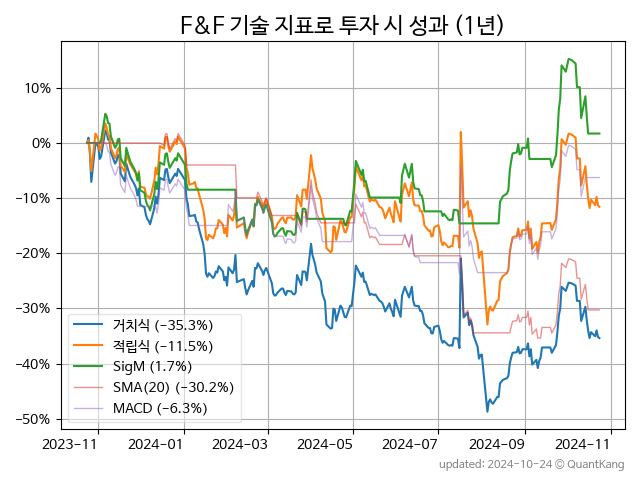 F&F 기술 지표로 투자 시 성과 (1년)
10%
0%
−10%
−20%
−30%
−40%
−50%
거치식 (−35.3%)
적립식 (−11.5%)
SigM (1.7%)
SMA(20) (−30.2%)
MACD (−6.3%)
2023−11 2024−01 2024−03 2024−05 2024−07 2024−09 2024−11
updated: 2024−10−24 © QuantKang